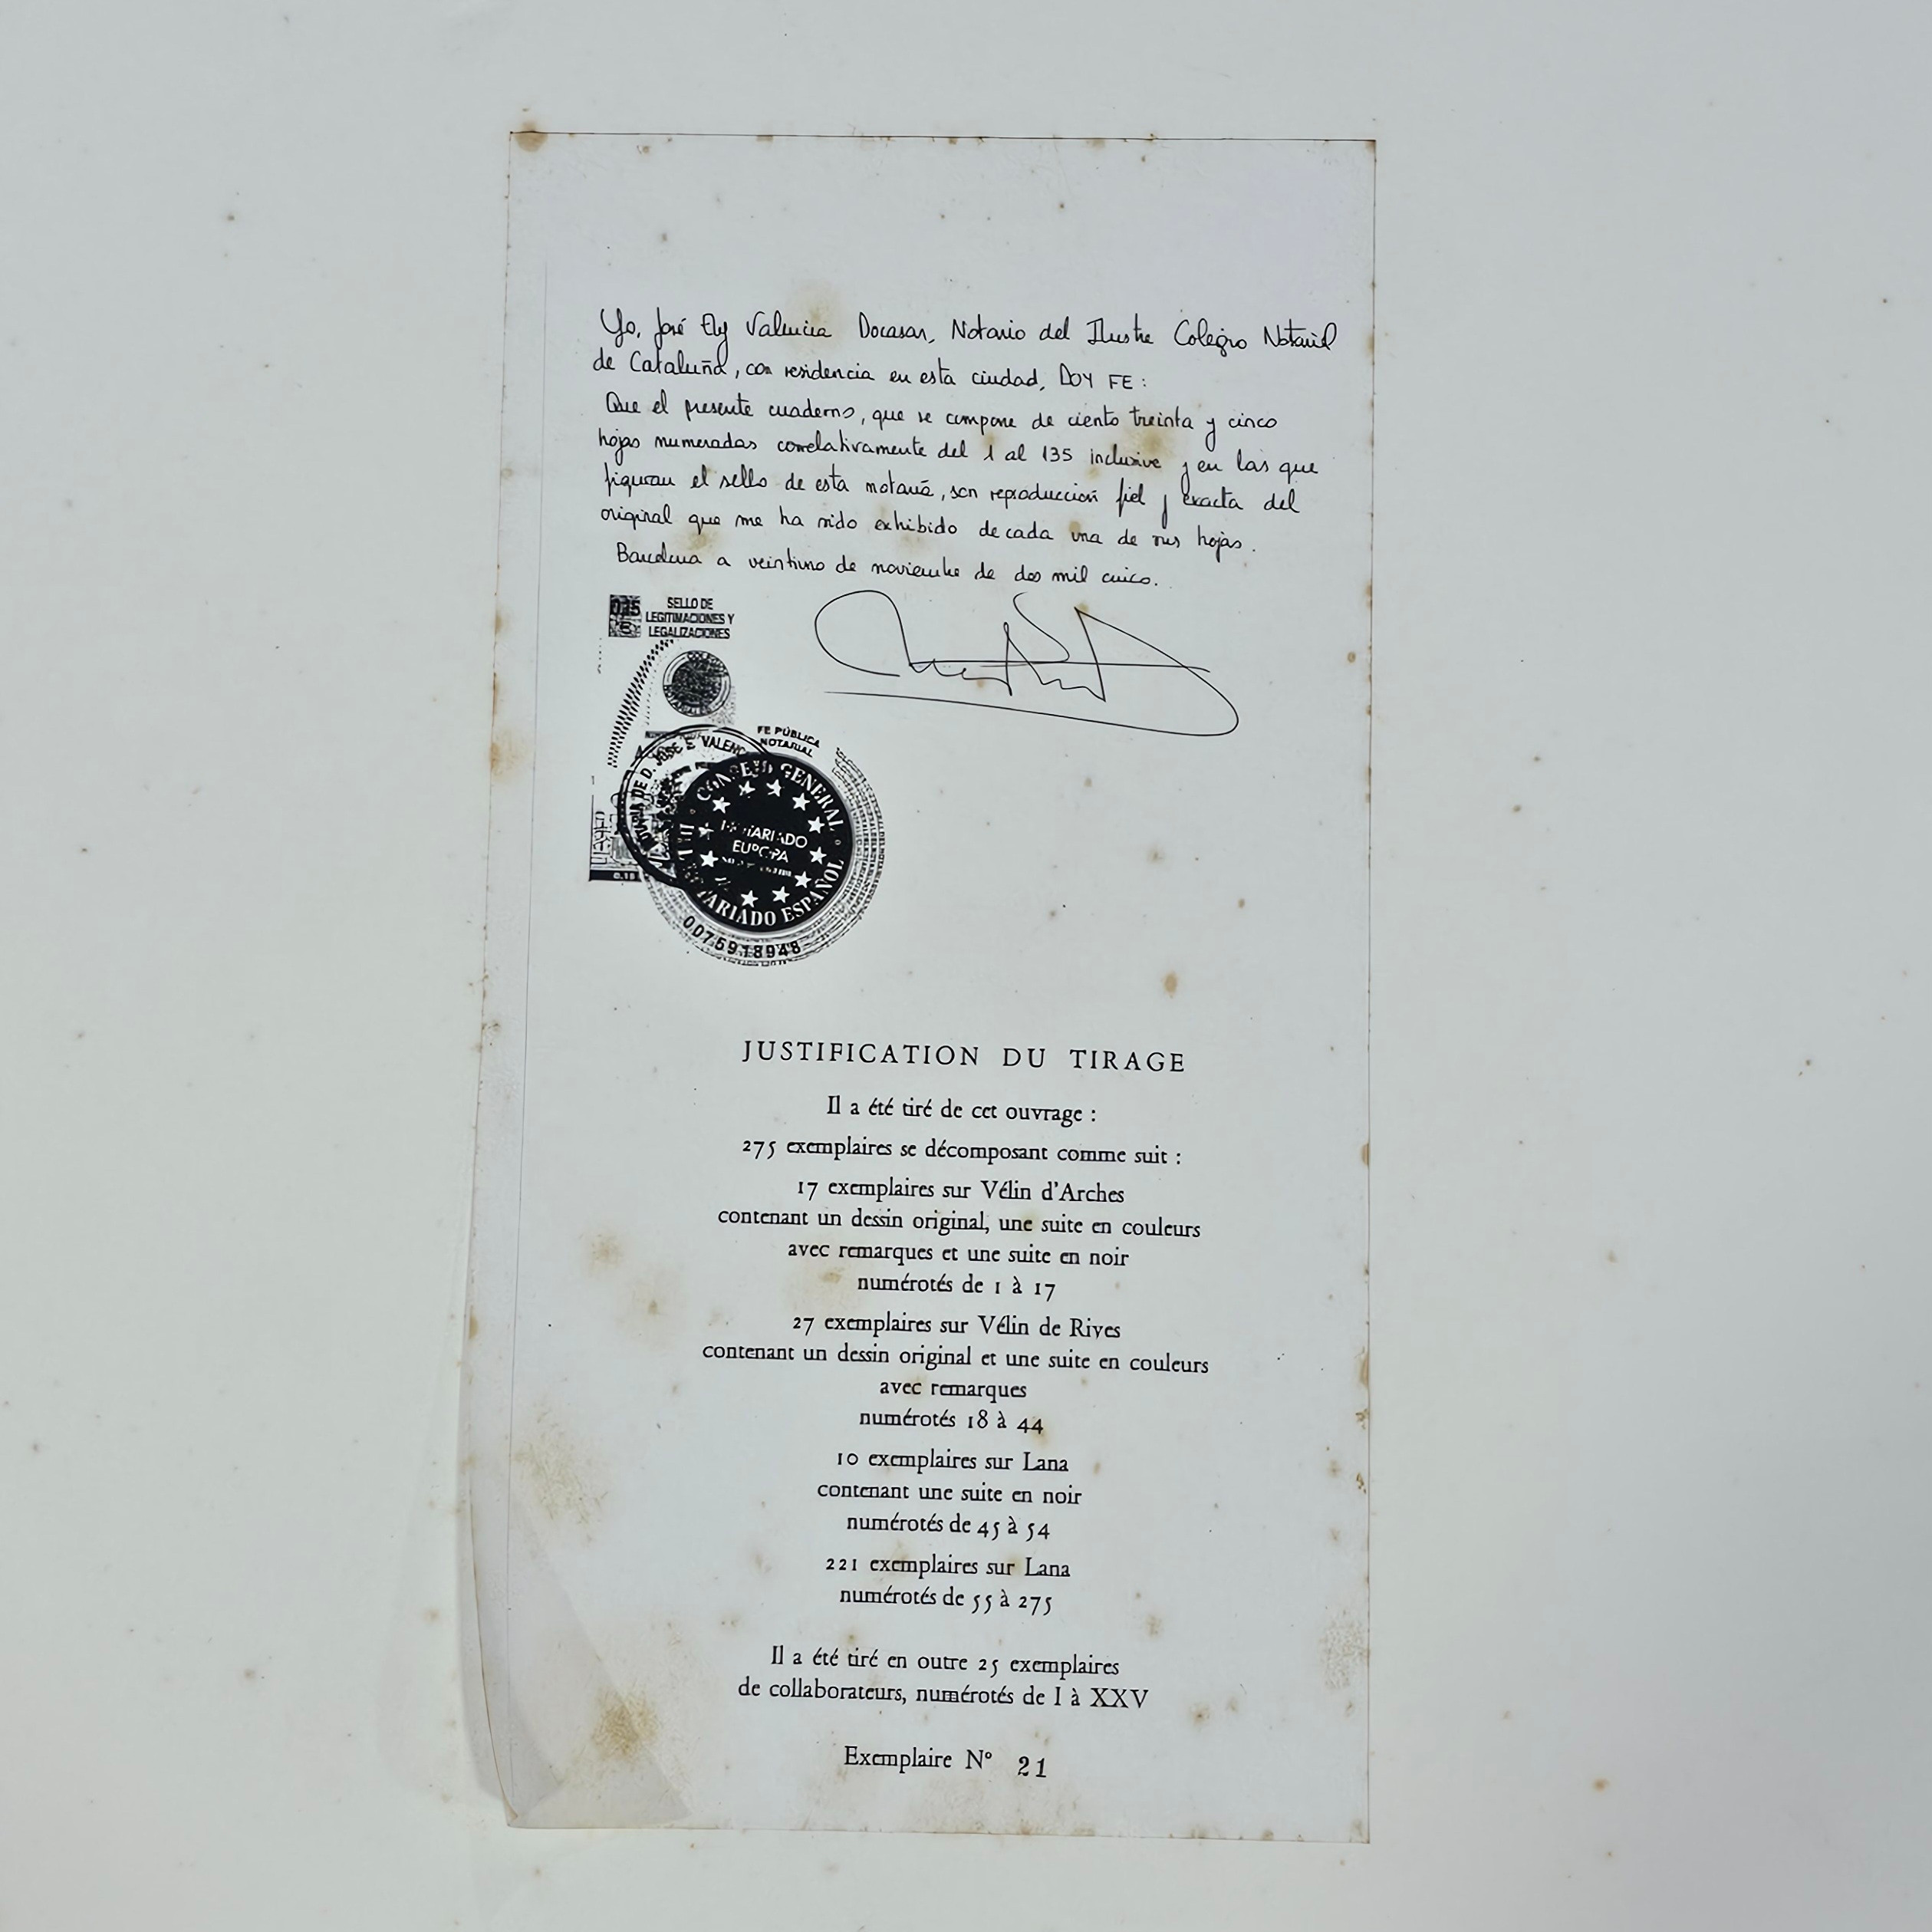 Yo, José Ely Valencia Docasar, Notario del Ilustre Colegio Notarial
de Cataluña, con residencia en esta ciudad, DOY FE:
Que el presente cuaderno, que se compone de ciento treinta y cinco
hojas numeradas correlativamente del 1 al 135 inclusive y en las que
figuran el sello de esta notaría, son reproducción fiel y exacta del
original que me ha sido exhibido de cada una de sus hojas.
Barcelona a veintiuno de noviembre de dos mil cinco.
SELLO DE
LEGITIMACIONES Y
LEGALIZACIONES
FE PÚBLICA
NOTARIAL
DE D. JOSE E. VALENC
CONSEJO GENERAL
NOTARIADO
EUROPA
NOTARIADO ESPAÑOL
0.15
0075918948
JUSTIFICATION DU TIRAGE
Il a été tiré de cet ouvrage :
275 exemplaires se décomposant comme suit :
17 exemplaires sur Vélin d'Arches
contenant un dessin original, une suite en couleurs
avec remarques et une suite en noir
numérotés de 1 à 17
27 exemplaires sur Vélin de Rives
contenant un dessin original et une suite en couleurs
avec remarques
numérotés 18 à 44
10 exemplaires sur Lana
contenant une suite en noir
numérotés de 45 à 54
221 exemplaires sur Lana
numérotés de 55 à 275
Il a été tiré en outre 25 exemplaires
de collaborateurs, numérotés de I à XXV
Exemplaire Nº 21